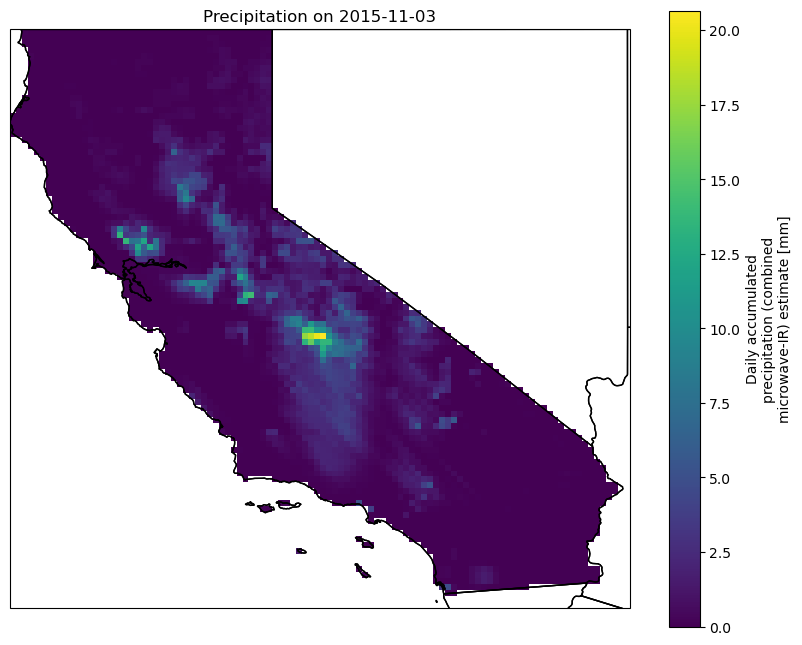 Precipitation on 2015-11-03
20.0
17.5
15.0
12.5
10.0
7.5
5.0
2.5
0.0
Daily accumulated
precipitation (combined
microwave-IR) estimate [mm]